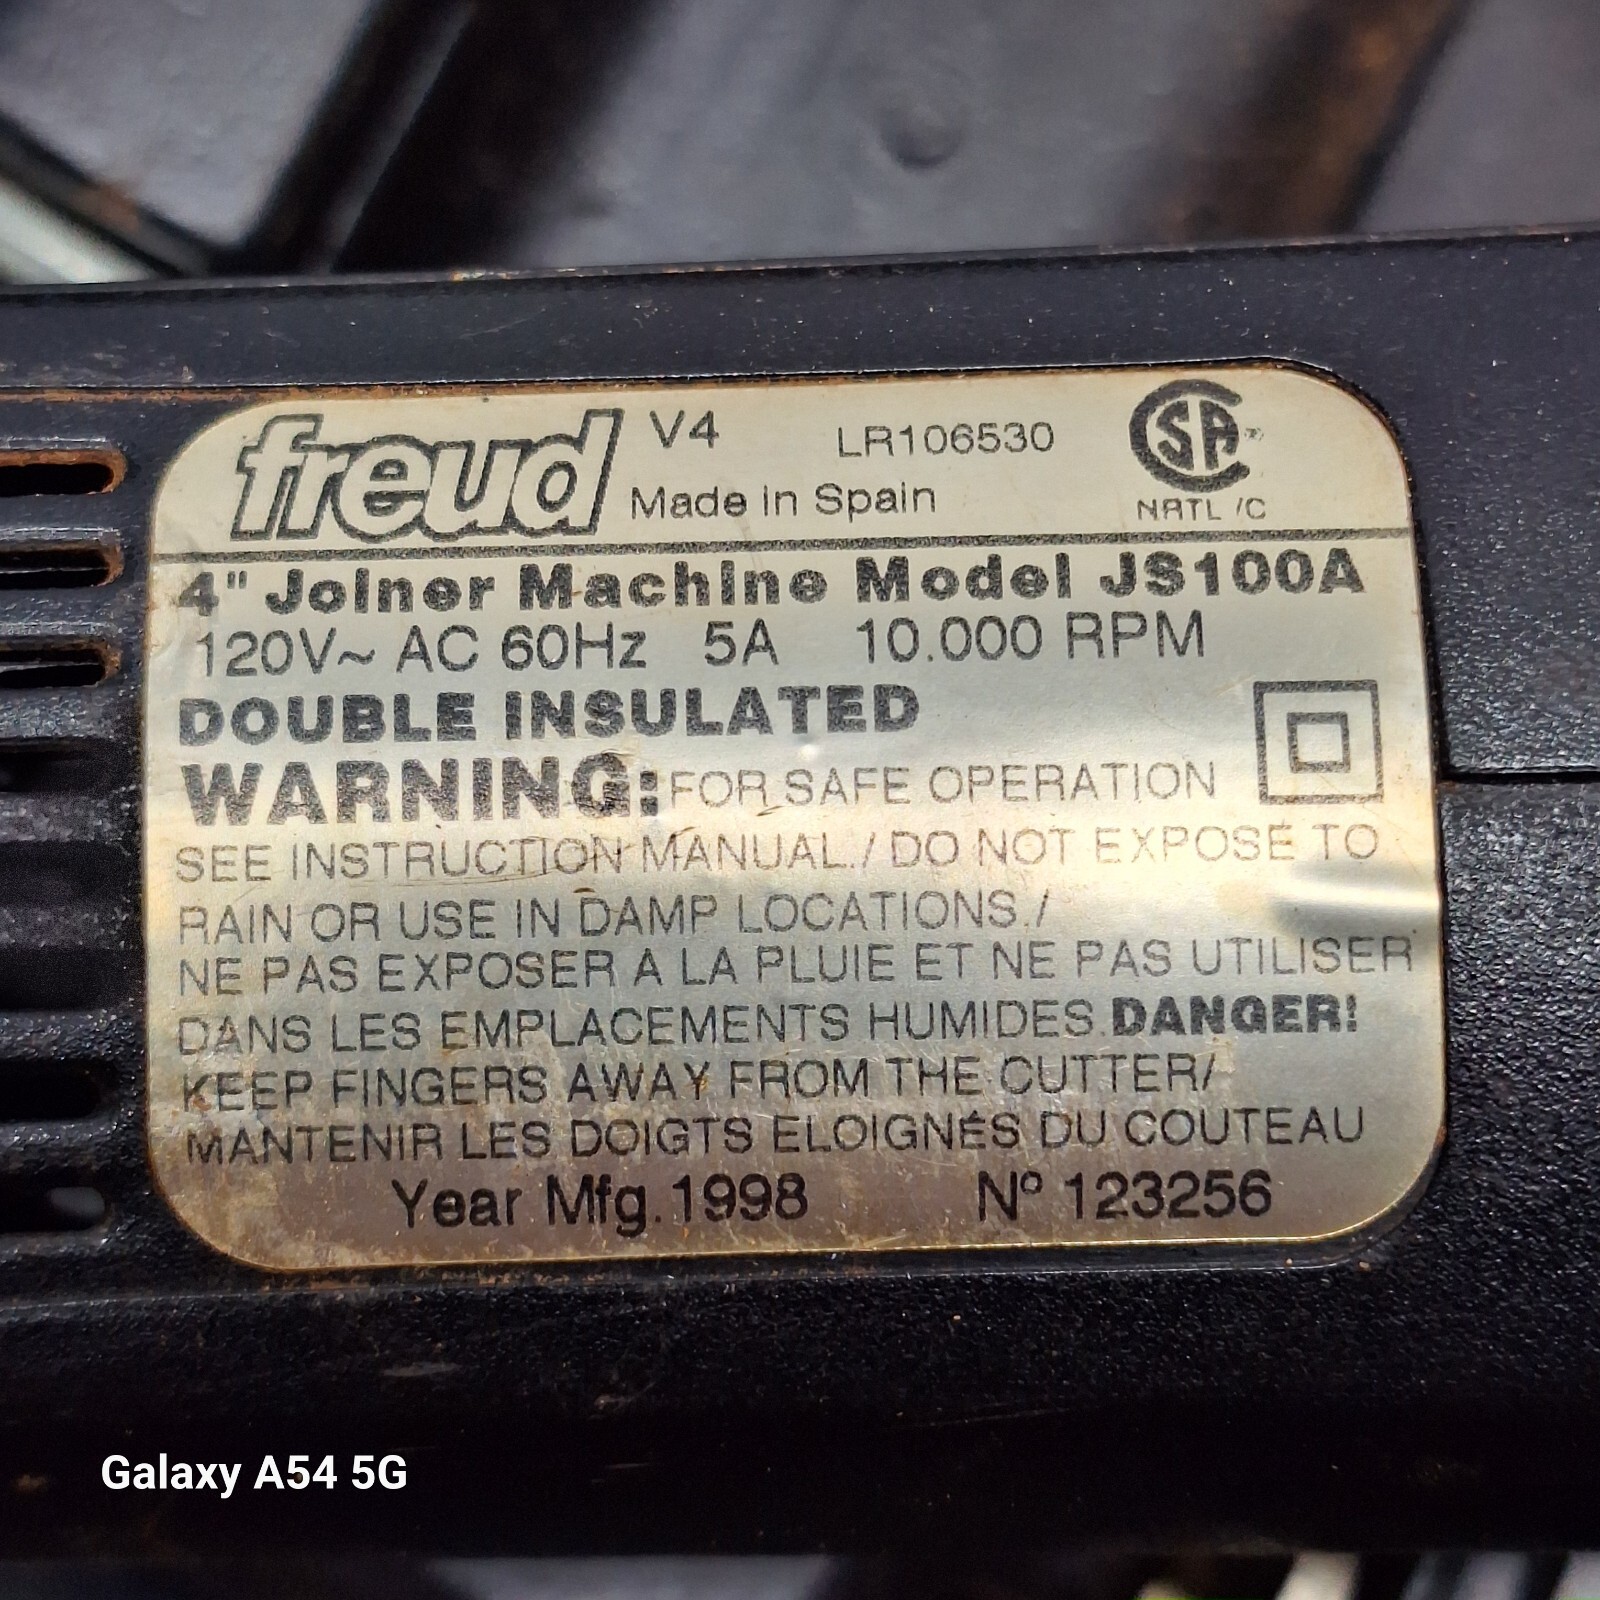 freud V4 LR106530 CSA
Made in Spain NRTL/C
4" Joiner Machine Model JS100A
120V~ AC 60Hz 5A 10.000 RPM
DOUBLE INSULATED
WARNING: FOR SAFE OPERATION
SEE INSTRUCTION MANUAL./ DO NOT EXPOSE TO
RAIN OR USE IN DAMP LOCATIONS./
NE PAS EXPOSER A LA PLUIE ET NE PAS UTILISER
DANS LES EMPLACEMENTS HUMIDES. DANGER!
KEEP FINGERS AWAY FROM THE CUTTER/
MANTENIR LES DOIGTS ELOIGNÉS DU COUTEAU
Year Mfg. 1998 Nº 123256
Galaxy A54 5G